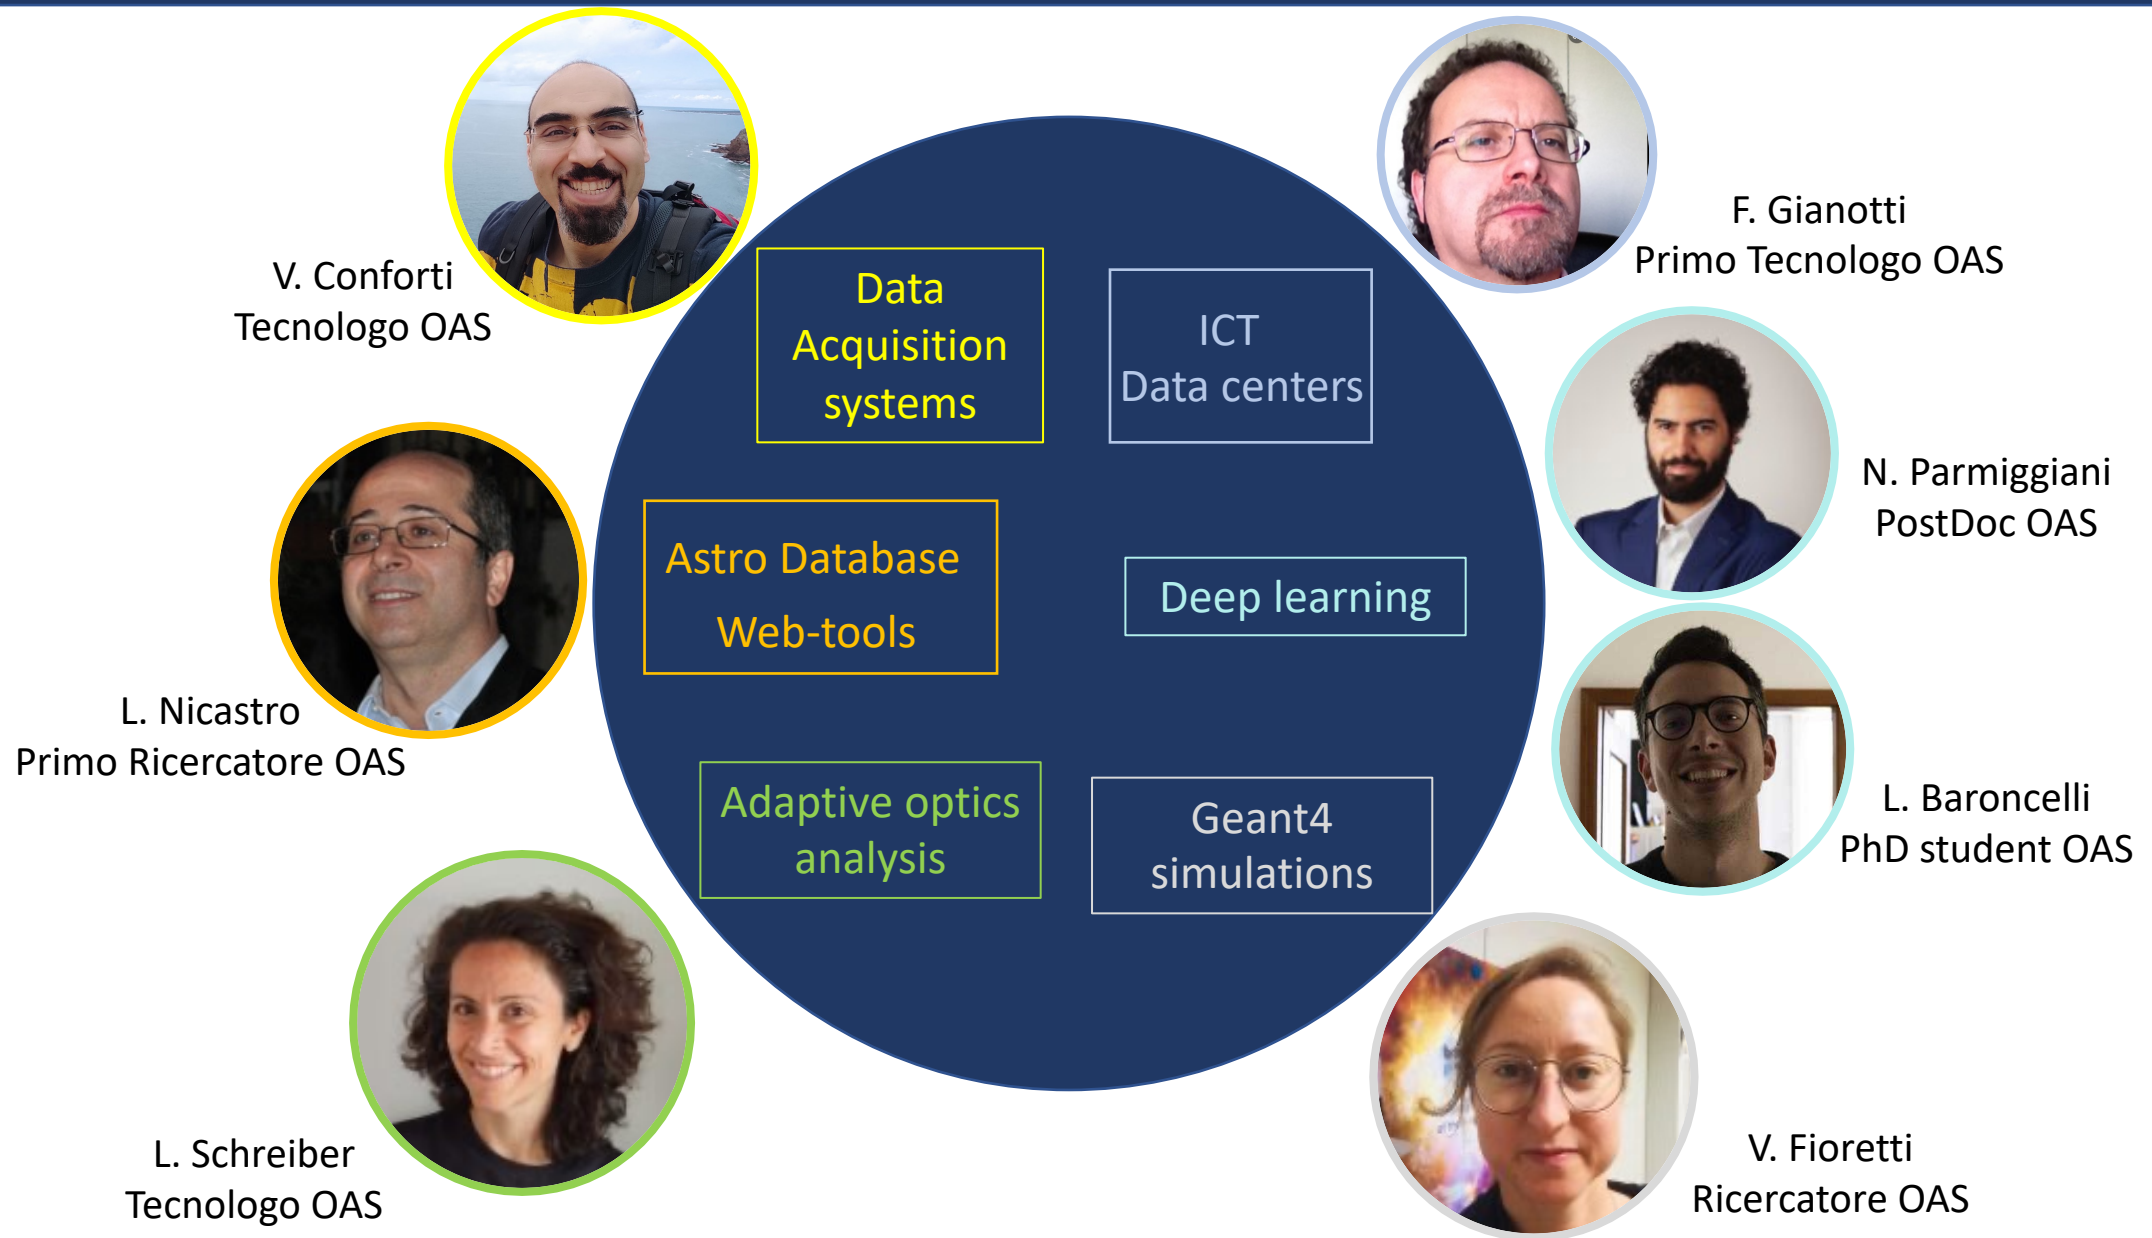 V. Conforti
Tecnologo OAS
F. Gianotti
Primo Tecnologo OAS
Data
Acquisition
systems
ICT
Data centers
N. Parmiggiani
PostDoc OAS
Astro Database
Web-tools
Deep learning
L. Nicastro
Primo Ricercatore OAS
L. Baroncelli
PhD student OAS
Adaptive optics
analysis
Geant4
simulations
L. Schreiber
Tecnologo OAS
V. Fioretti
Ricercatore OAS